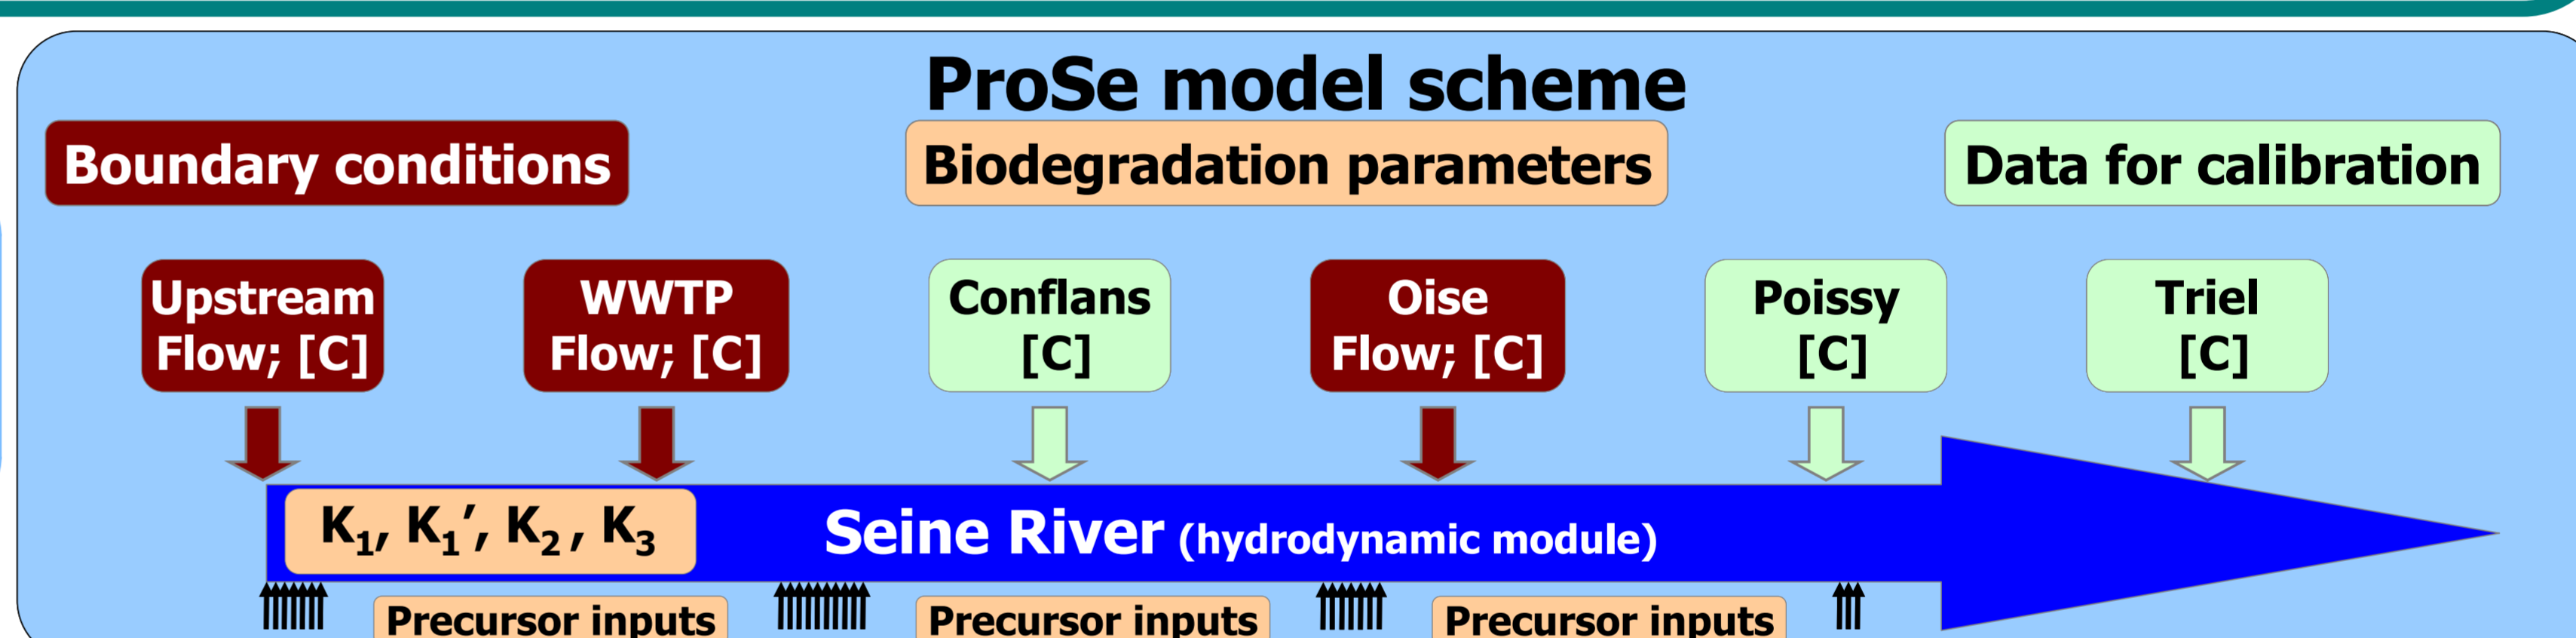 ProSe model scheme
Boundary conditions
Biodegradation parameters
Data for calibration
Upstream
Flow; [C]
WWTP
Flow; [C]
Conflans
[C]
Oise
Flow; [C]
Poissy
[C]
Triel
[C]
K₁, K₁′, K₂, K₃
Seine River (hydrodynamic module)
Precursor inputs
Precursor inputs
Precursor inputs